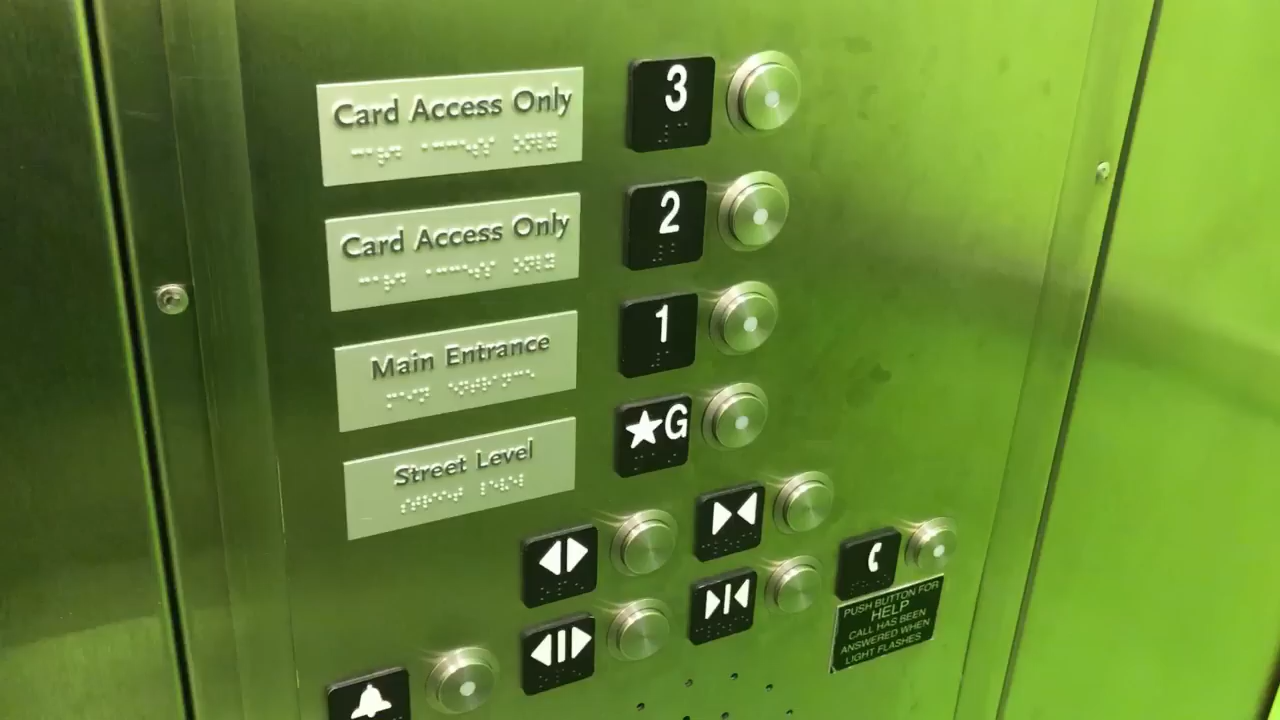 Card Access Only
3
Card Access Only
2
Main Entrance
1
Street Level
★G
PUSH BUTTON FOR
HELP
CALL HAS BEEN
ANSWERED WHEN
LIGHT FLASHES